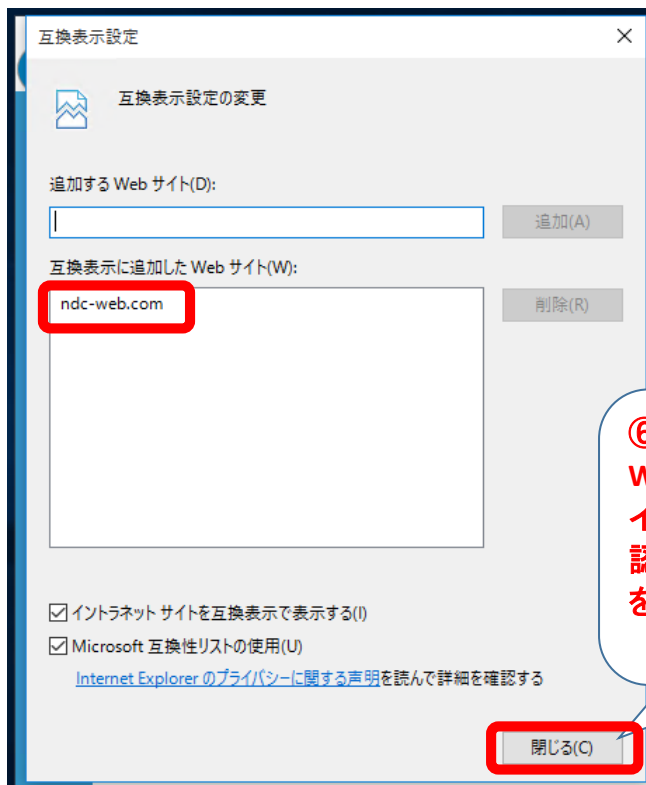 互換表示設定
互換表示設定の変更
追加する Web サイト(D):
追加(A)
互換表示に追加した Web サイト(W):
ndc-web.com
削除(R)
⑥
W
イ
認
を
イントラネット サイトを互換表示で表示する(I)
Microsoft 互換性リストの使用(U)
Internet Explorer のプライバシーに関する声明を読んで詳細を確認する
閉じる(C)